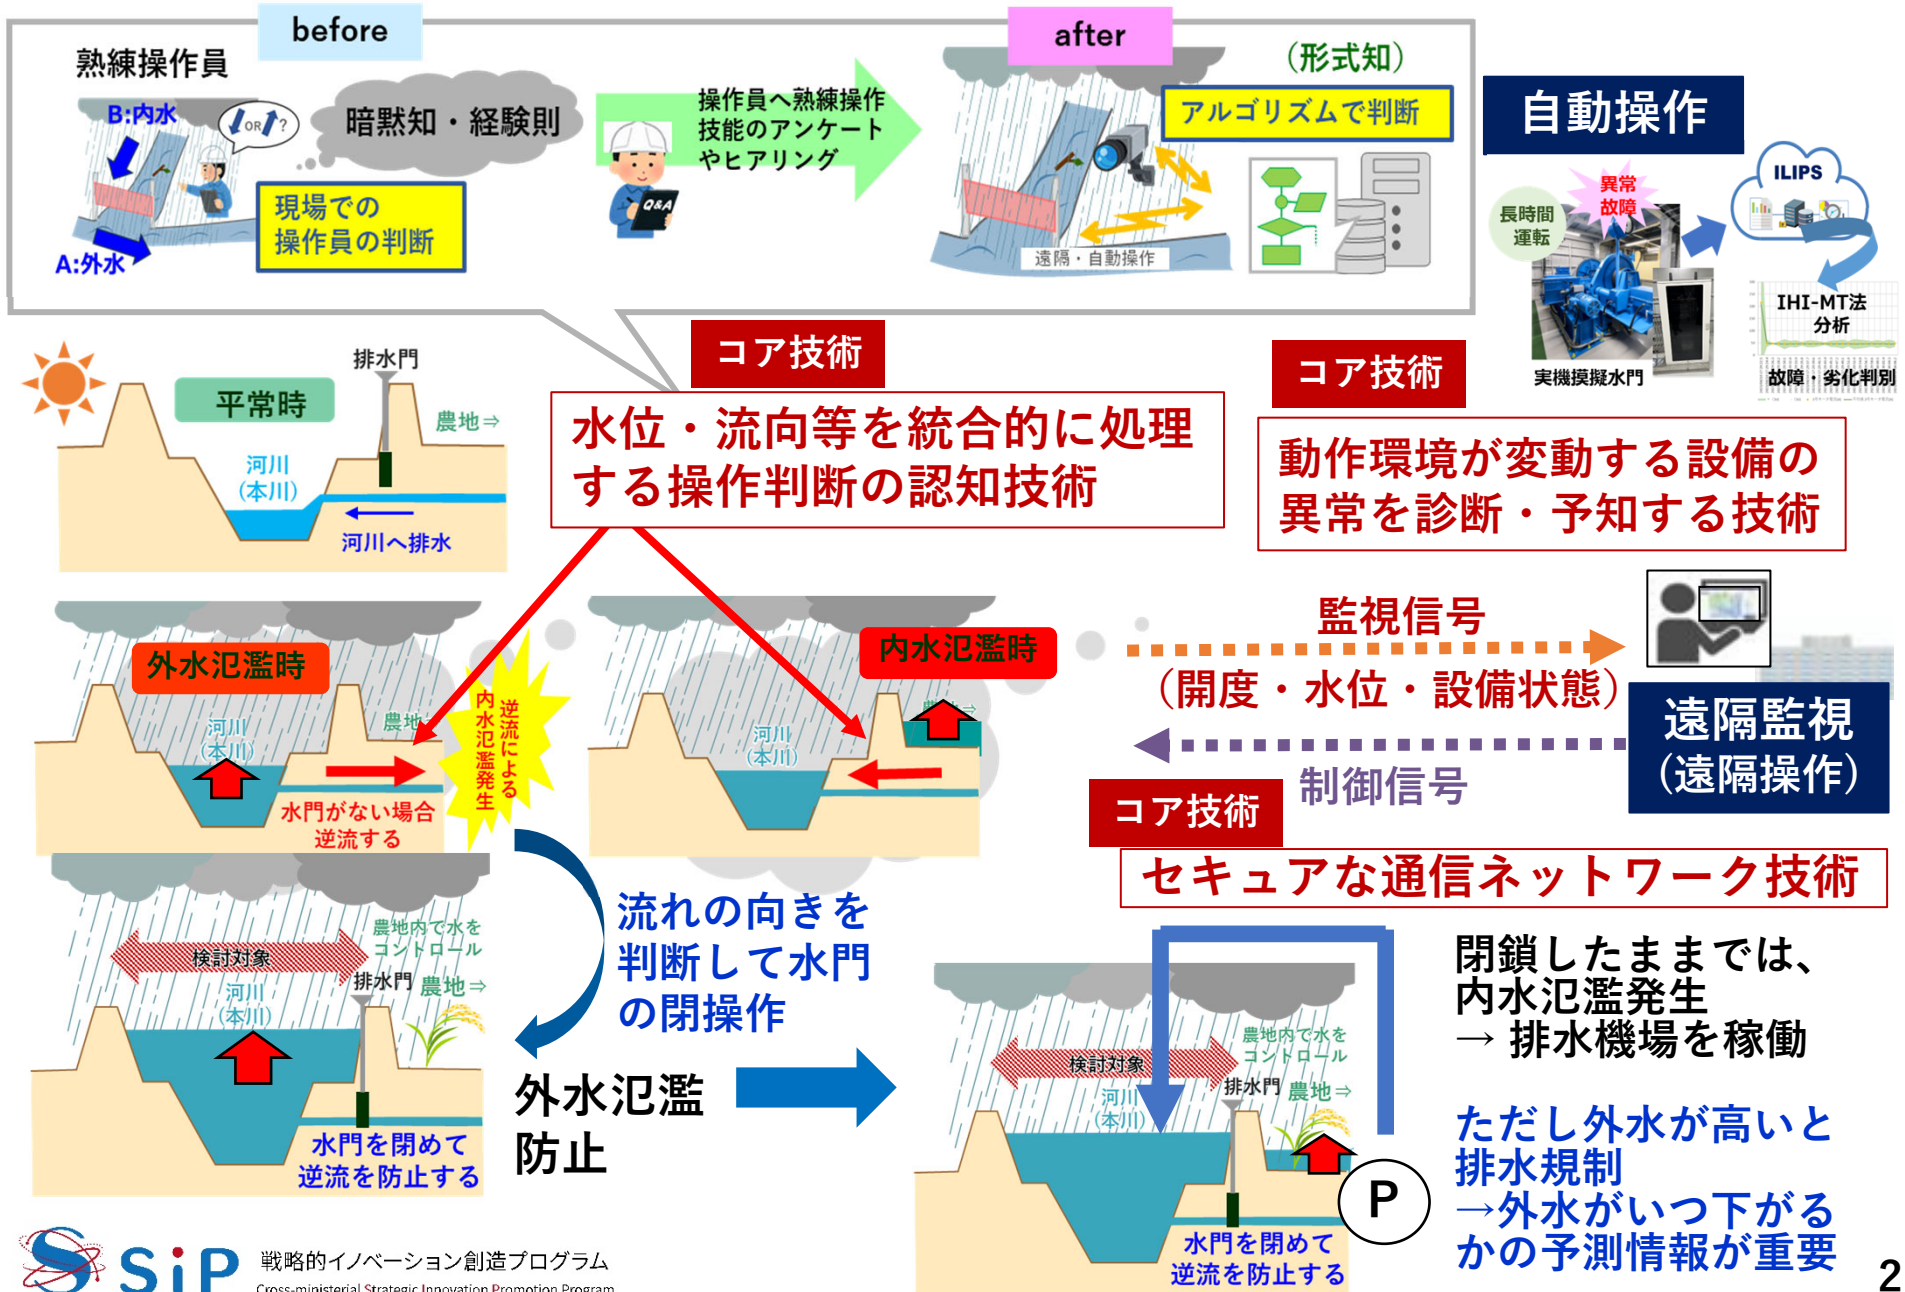 before
熟練操作員
B:内水
OR
?
暗黙知・経験則
現場での
操作員の判断
A:外水
操作員へ熟練操作
技能のアンケート
やヒアリング
Q&A
after
（形式知）
アルゴリズムで判断
遠隔・自動操作
自動操作
ILIPS
異常
故障
長時間
運転
IHI-MT法
分析
実機摸擬水門
故障・劣化判別
コア技術
水位・流向等を統合的に処理
する操作判断の認知技術
コア技術
動作環境が変動する設備の
異常を診断・予知する技術
平常時
排水門
農地⇒
河川
(本川)
河川へ排水
外水氾濫時
河川
(本川)
農地
逆流による
内水氾濫発生
水門がない場合
逆流する
内水氾濫時
河川
(本川)
農地⇒
監視信号
（開度・水位・設備状態）
制御信号
遠隔監視
（遠隔操作）
コア技術
セキュアな通信ネットワーク技術
農地内で水を
コントロール
検討対象
排水門
農地⇒
河川
(本川)
水門を閉めて
逆流を防止する
流れの向きを
判断して水門
の閉操作
外水氾濫
防止
農地内で水を
コントロール
検討対象
排水門
農地⇒
河川
(本川)
P
水門を閉めて
逆流を防止する
閉鎖したままでは、
内水氾濫発生
→ 排水機場を稼働
ただし外水が高いと
排水規制
→外水がいつ下がる
かの予測情報が重要
SiP
戦略的イノベーション創造プログラム
Cross-ministerial Strategic Innovation Promotion Program
2